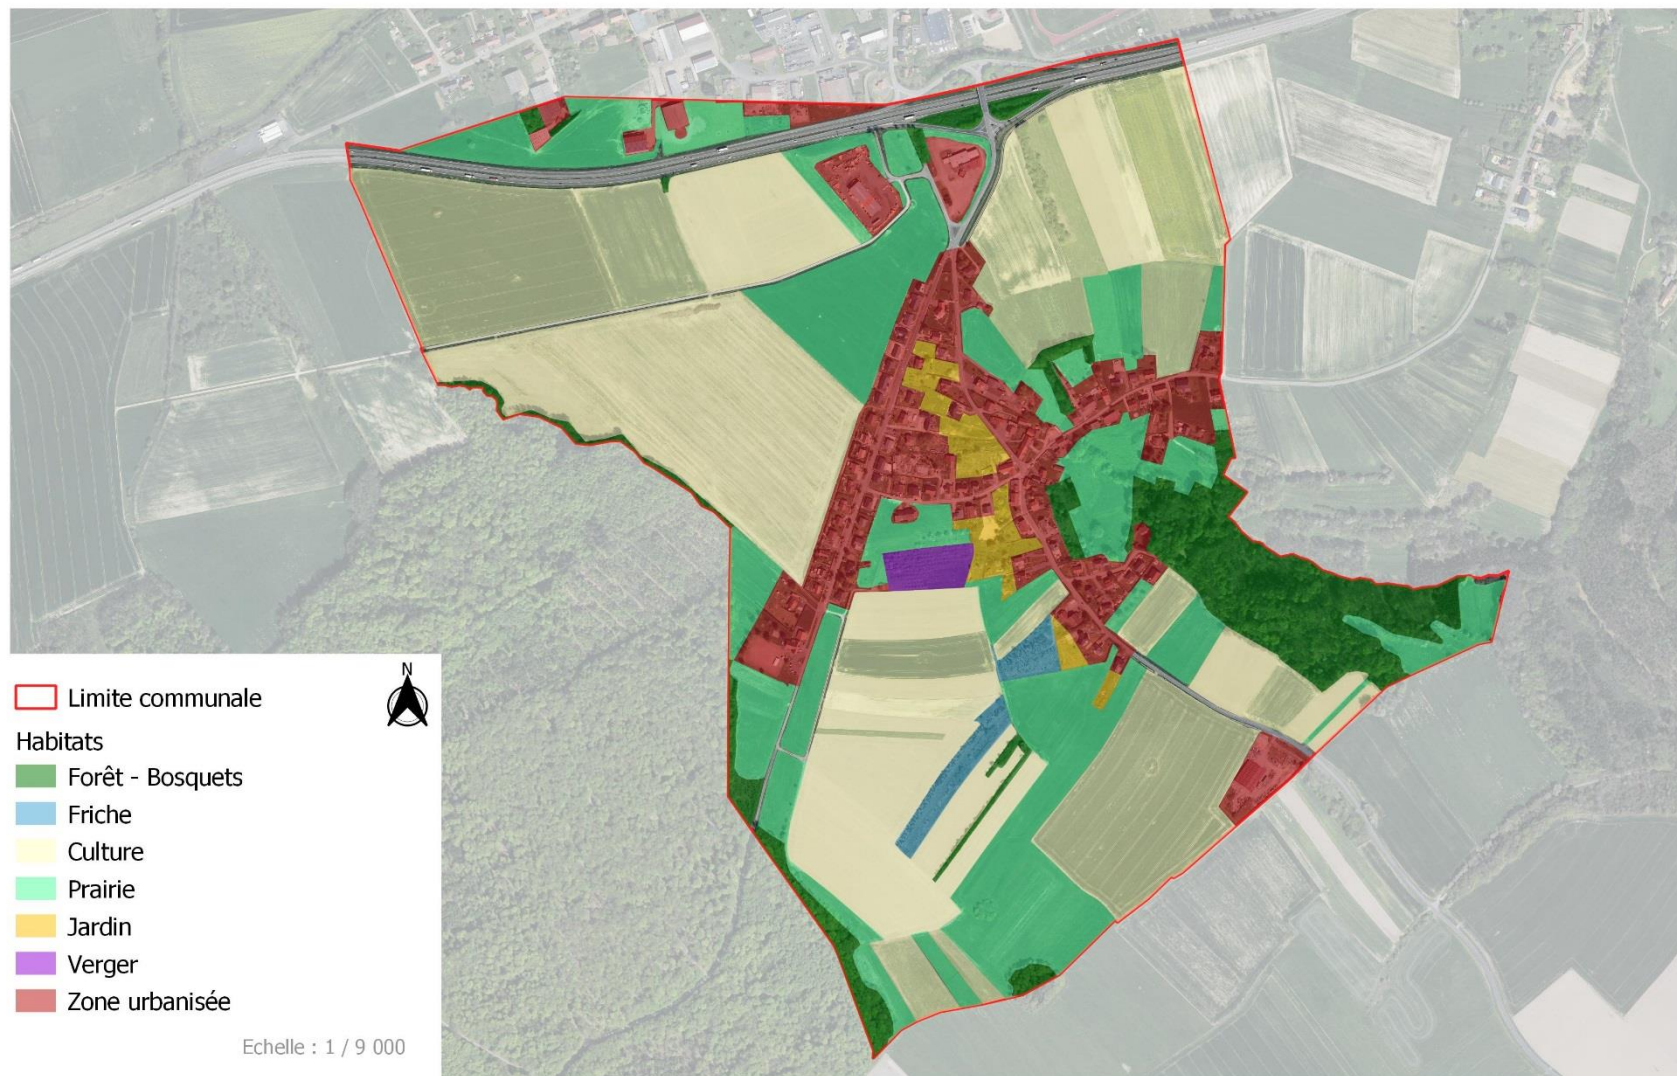 N
Limite communale
Habitats
Forêt - Bosquets
Friche
Culture
Prairie
Jardin
Verger
Zone urbanisée
Echelle : 1 / 9 000